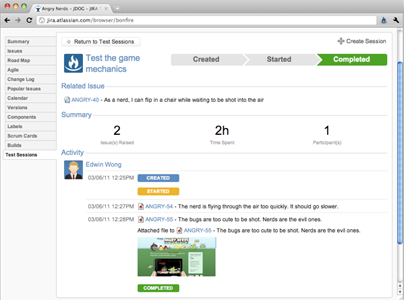 Angry Nerds - JDOG - JIRA
jira.atlassian.com/browser/bonfire
Summary
Issues
Road Map
Agile
Change Log
Popular Issues
Calendar
Versions
Components
Labels
Scrum Cards
Builds
Test Sessions
Return to Test Sessions
Create Session
Test the game mechanics
Created
Started
Completed
Related Issue
ANGRY-40 - As a nerd, I can flip in a chair while waiting to be shot into the air
Summary
2
2h
1
Issue(s) Raised
Time Spent
Participant(s)
Activity
Edwin Wong
03/08/11 12:25PM
CREATED
STARTED
03/08/11 12:27PM
ANGRY-54 - The nerd is flying through the air too quickly. It should go slower.
03/08/11 12:28PM
ANGRY-55 - The bugs are too cute to be shot. Nerds are the evil ones.
Attached file to ANGRY-55 - The bugs are too cute to be shot. Nerds are the evil ones.
COMPLETED